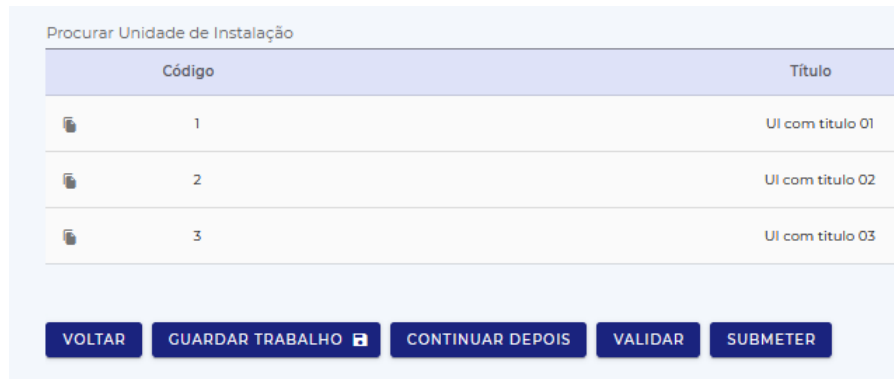 Procurar Unidade de Instalação
Código Título
1 UI com titulo 01
2 UI com titulo 02
3 UI com titulo 03
VOLTAR GUARDAR TRABALHO CONTINUAR DEPOIS VALIDAR SUBMETER